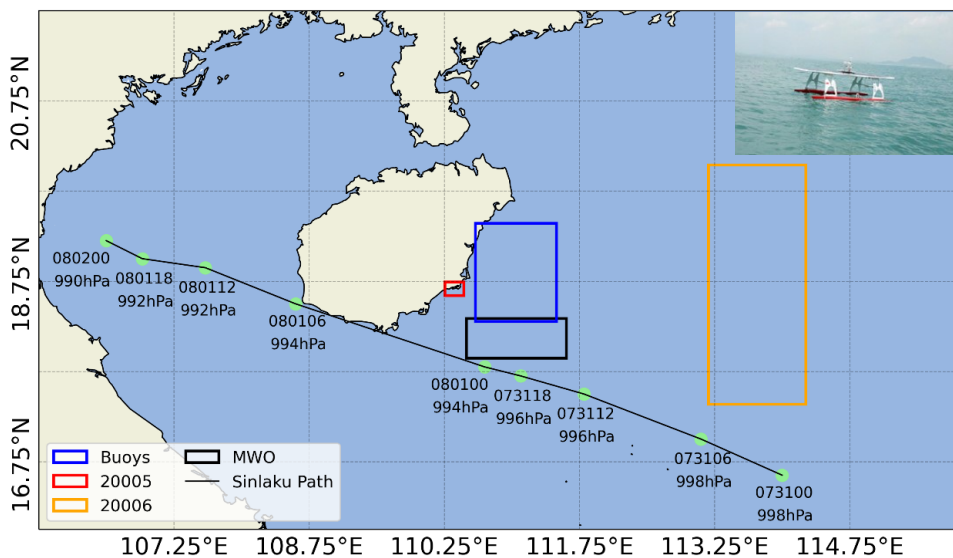 20.75°N
18.75°N
16.75°N
080200
990hPa
080118
992hPa
080112
992hPa
080106
994hPa
080100
994hPa
073118
996hPa
073112
996hPa
073106
998hPa
073100
998hPa
Buoys
20005
20006
MWO
Sinlaku Path
107.25°E 108.75°E 110.25°E 111.75°E 113.25°E 114.75°E